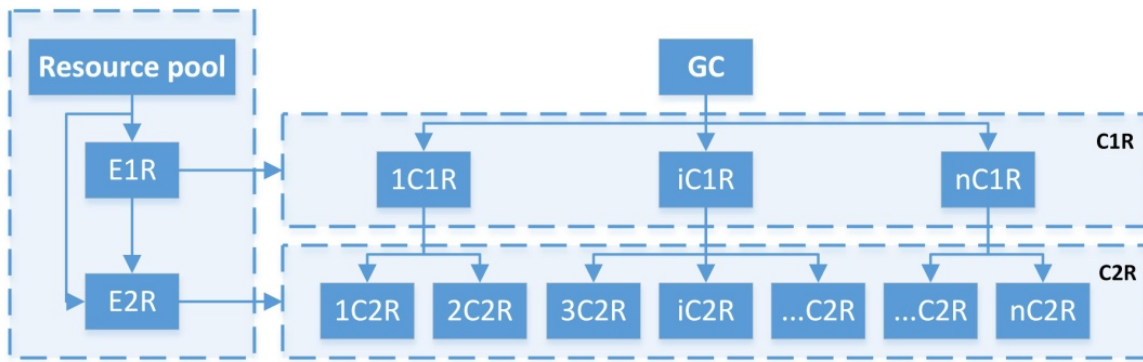 Resource pool
GC
C1R
E1R
1C1R
iC1R
nC1R
C2R
E2R
1C2R
2C2R
3C2R
iC2R
...C2R
...C2R
nC2R